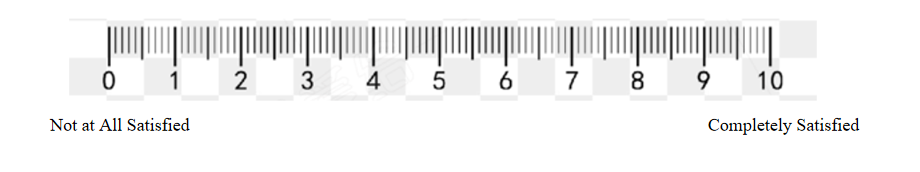 0 1 2 3 4 5 6 7 8 9 10
Not at All Satisfied Completely Satisfied